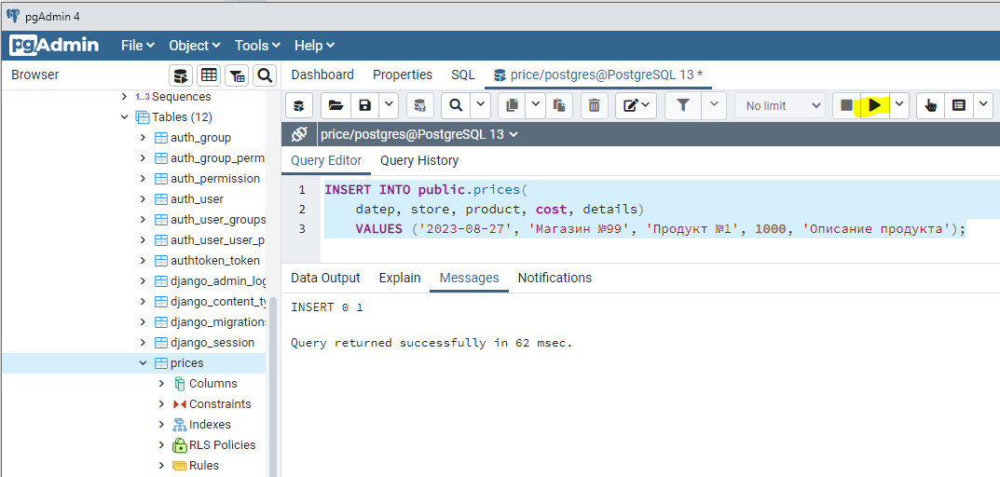 pgAdmin 4
pgAdmin File Object Tools Help
Browser
Dashboard Properties SQL price/postgres@PostgreSQL 13 *
No limit
price/postgres@PostgreSQL 13
Query Editor Query History
1 INSERT INTO public.prices(
2 datep, store, product, cost, details)
3 VALUES ('2023-08-27', 'Магазин №99', 'Продукт №1', 1000, 'Описание продукта');
Data Output Explain Messages Notifications
INSERT 0 1
Query returned successfully in 62 msec.
1..3 Sequences
Tables (12)
auth_group
auth_group_perm
auth_permission
auth_user
auth_user_groups
auth_user_user_p
authtoken_token
django_admin_log
django_content_ty
django_migrations
django_session
prices
Columns
Constraints
Indexes
RLS Policies
Rules